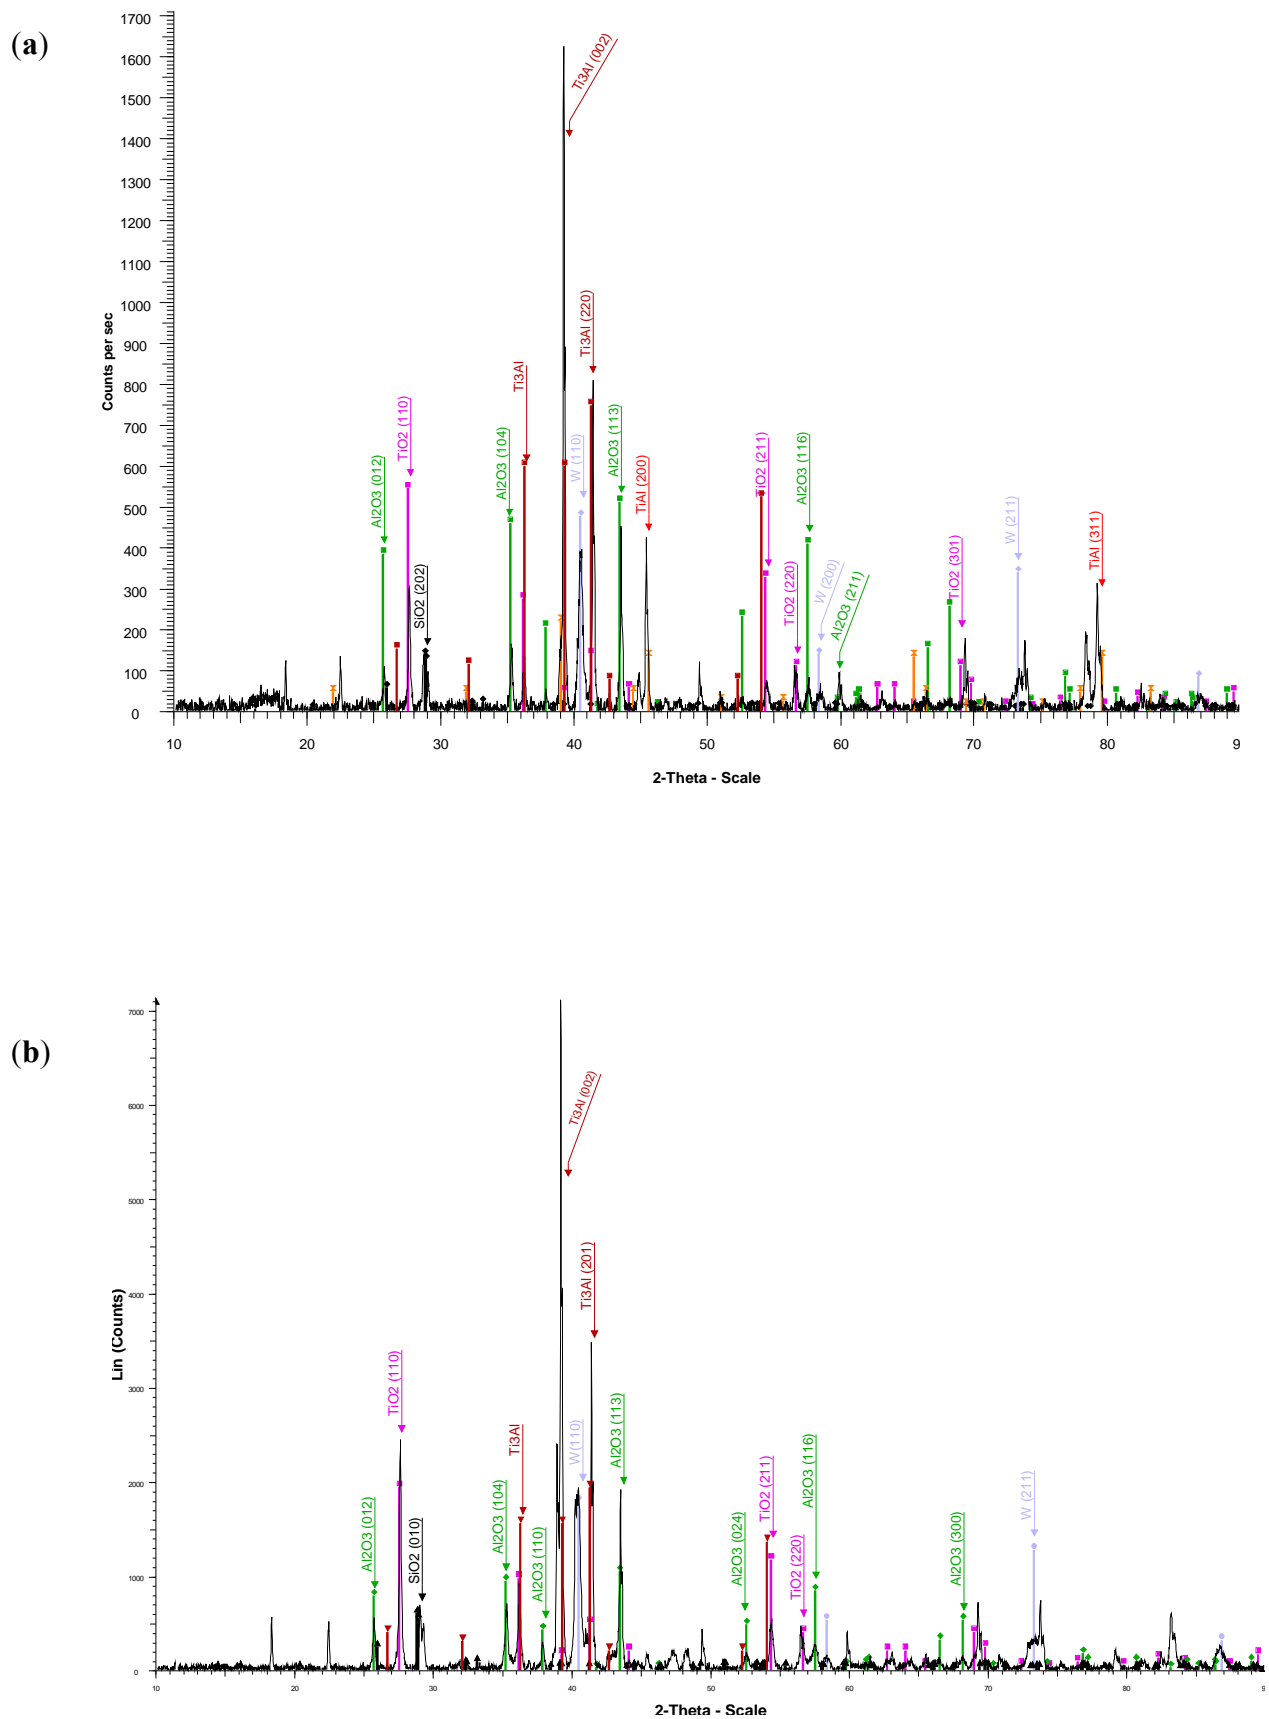 (a)
1700
1600
1500
1400
1300
1200
1100
1000
900
800
700
600
500
400
300
200
100
0
Counts per sec
Al2O3 (012)
TiO2 (110)
SiO2 (202)
Al2O3 (104)
Ti3Al
Ti3Al (002)
W (110)
Ti3Al (220)
Al2O3 (113)
TiAl (200)
TiO2 (211)
TiO2 (220)
Al2O3 (116)
W (200)
Al2O3 (211)
TiO2 (301)
W (211)
TiAl (311)
10 20 30 40 50 60 70 80 9
2-Theta - Scale
(b)
7000
6000
5000
4000
3000
2000
1000
0
Lin (Counts)
Al2O3 (012)
TiO2 (110)
SiO2 (010)
Al2O3 (104)
Ti3Al
Al2O3 (110)
Ti3Al (002)
W(110)
Ti3Al (201)
Al2O3 (113)
Al2O3 (024)
TiO2 (211)
TiO2 (220)
Al2O3 (116)
Al2O3 (300)
W (211)
10 20 30 40 50 60 70 80 9
2-Theta - Scale